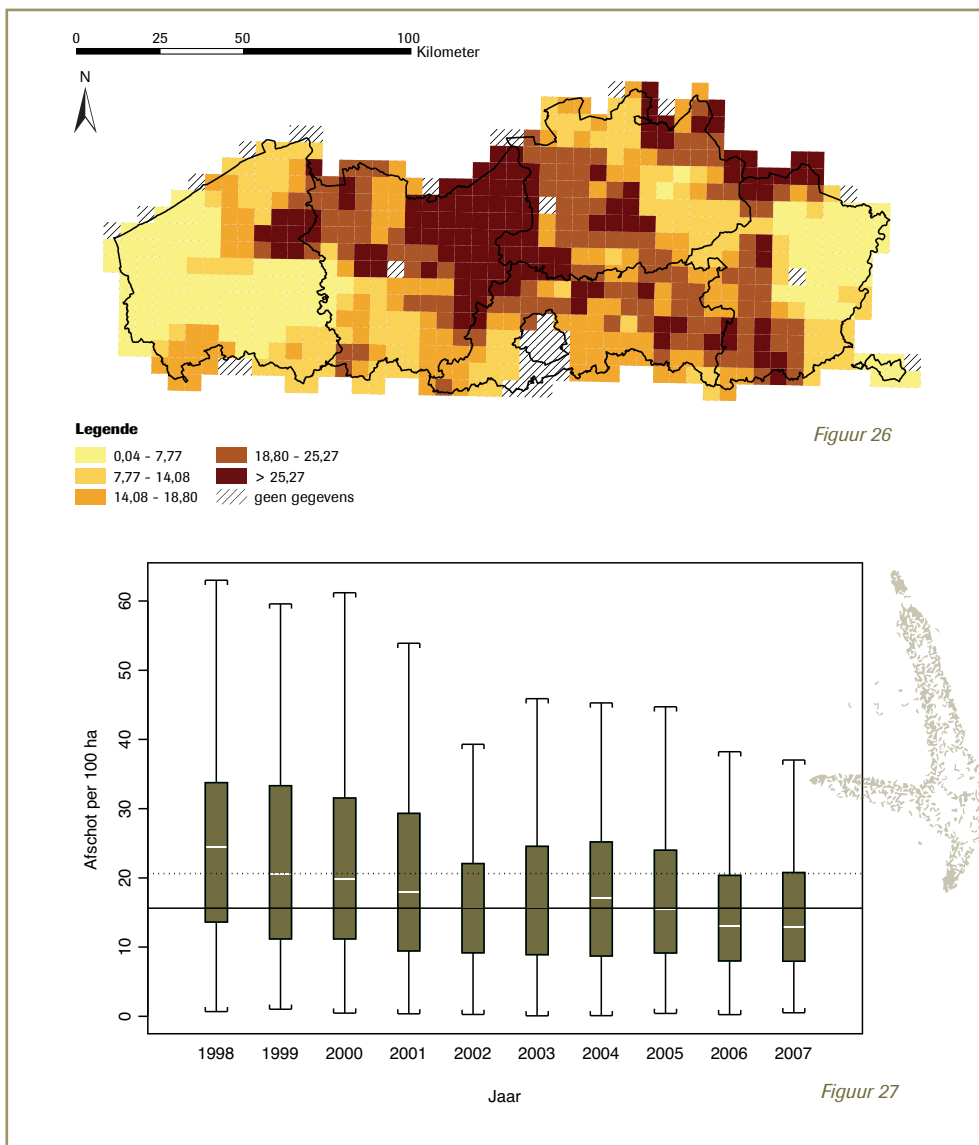 0 25 50 100
Kilometer
N
Figuur 26
Legende
0,04 - 7,77 18,80 - 25,27
7,77 - 14,08 > 25,27
14,08 - 18,80 geen gegevens
Afschot per 100 ha
60
50
40
30
20
10
0
1998 1999 2000 2001 2002 2003 2004 2005 2006 2007
Jaar
Figuur 27